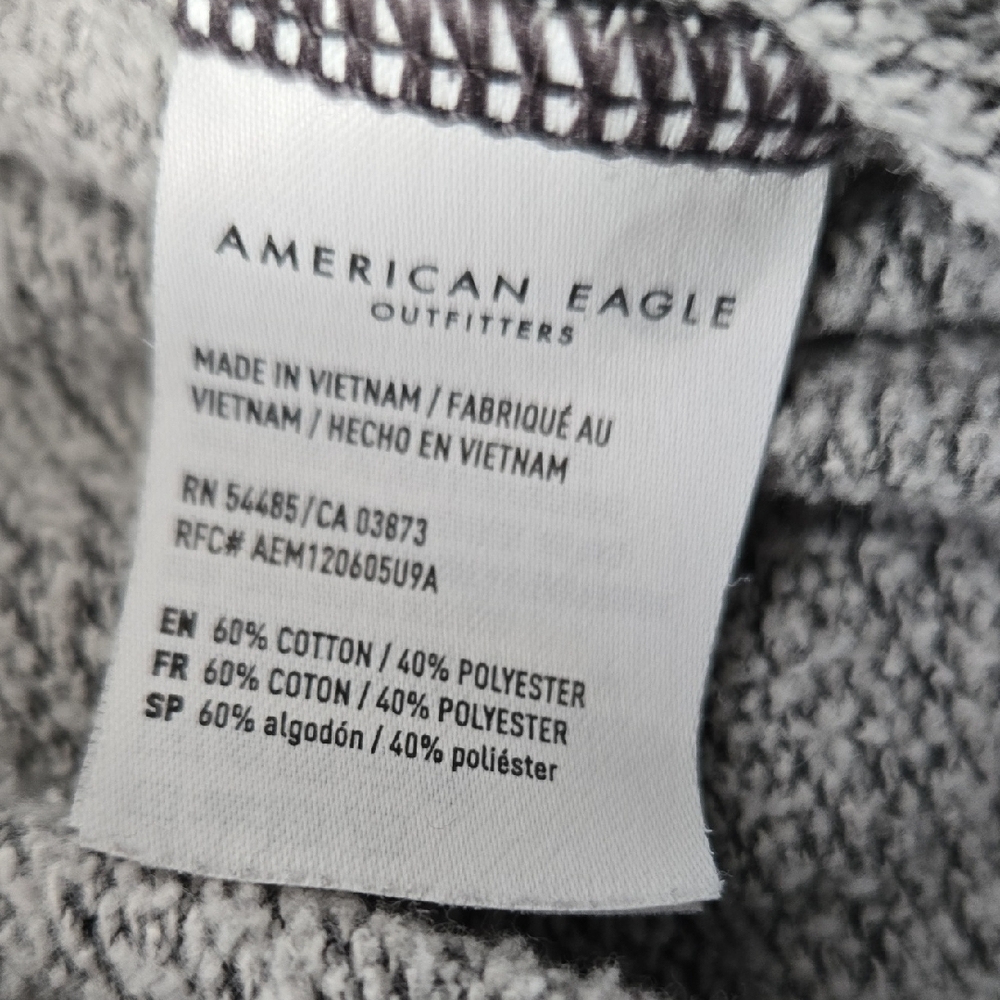 AMERICAN EAGLE
OUTFITTERS
MADE IN VIETNAM / FABRIQUÉ AU
VIETNAM / HECHO EN VIETNAM
RN 54485/CA 03873
RFC# AEM120605U9A
EN 60% COTTON / 40% POLYESTER
FR 60% COTON / 40% POLYESTER
SP 60% algodón / 40% poliéster